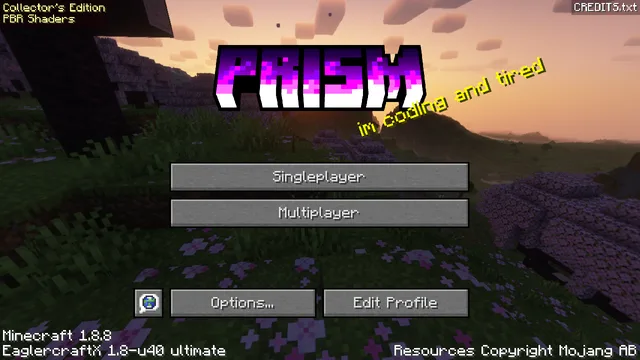 Collector's Edition
PBR Shaders
CREDITS.txt
PRISM
im coding and tired
Singleplayer
Multiplayer
Options...
Edit Profile
Minecraft 1.8.8
EaglercraftX 1.8-u40 ultimate
Resources Copyright Mojang AB